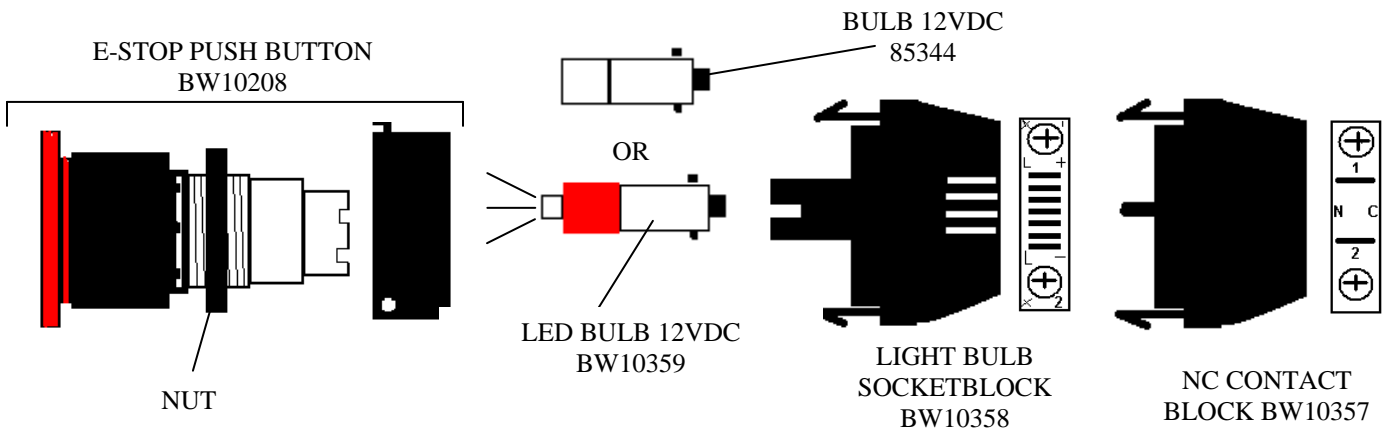 E-STOP PUSH BUTTON
BW10208
BULB 12VDC
85344
OR
NUT
LED BULB 12VDC
BW10359
X 1
L +
L -
X 2
LIGHT BULB
SOCKETBLOCK
BW10358
1
N C
2
NC CONTACT
BLOCK BW10357